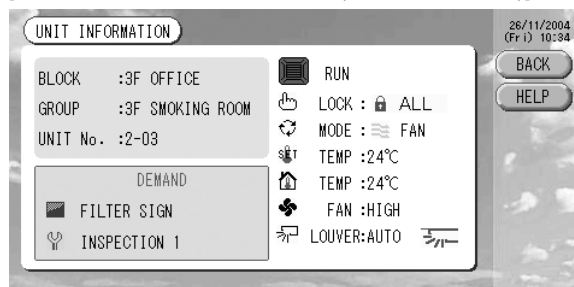 UNIT INFORMATION
26/11/2004
(Fri) 10:34
BACK
HELP
BLOCK :3F OFFICE
GROUP :3F SMOKING ROOM
UNIT No. :2-03
DEMAND
FILTER SIGN
INSPECTION 1
RUN
LOCK : ALL
MODE : FAN
SET TEMP :24℃
TEMP :24℃
FAN :HIGH
LOUVER:AUTO